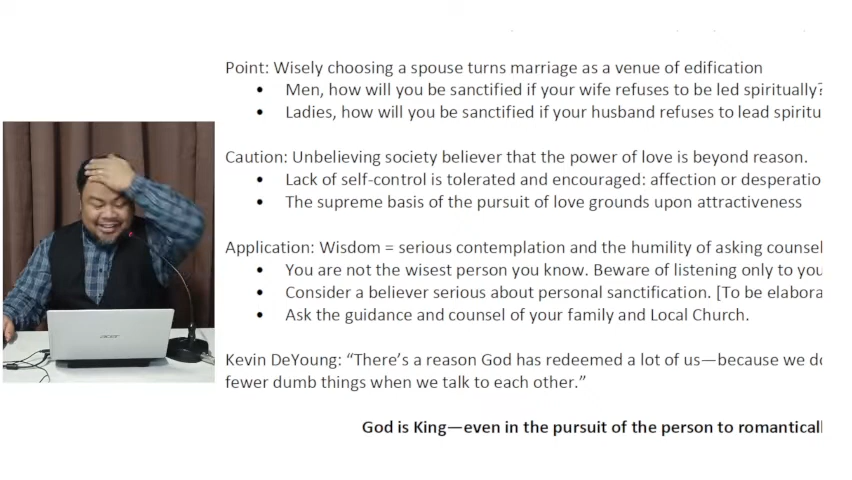 Point: Wisely choosing a spouse turns marriage as a venue of edification
• Men, how will you be sanctified if your wife refuses to be led spiritually?
• Ladies, how will you be sanctified if your husband refuses to lead spiritu
Caution: Unbelieving society believer that the power of love is beyond reason.
• Lack of self-control is tolerated and encouraged: affection or desperatio
• The supreme basis of the pursuit of love grounds upon attractiveness
Application: Wisdom = serious contemplation and the humility of asking counsel
• You are not the wisest person you know. Beware of listening only to you
• Consider a believer serious about personal sanctification. [To be elabora
• Ask the guidance and counsel of your family and Local Church.
Kevin DeYoung: “There’s a reason God has redeemed a lot of us—because we do
fewer dumb things when we talk to each other.”
God is King—even in the pursuit of the person to romanticall
acer